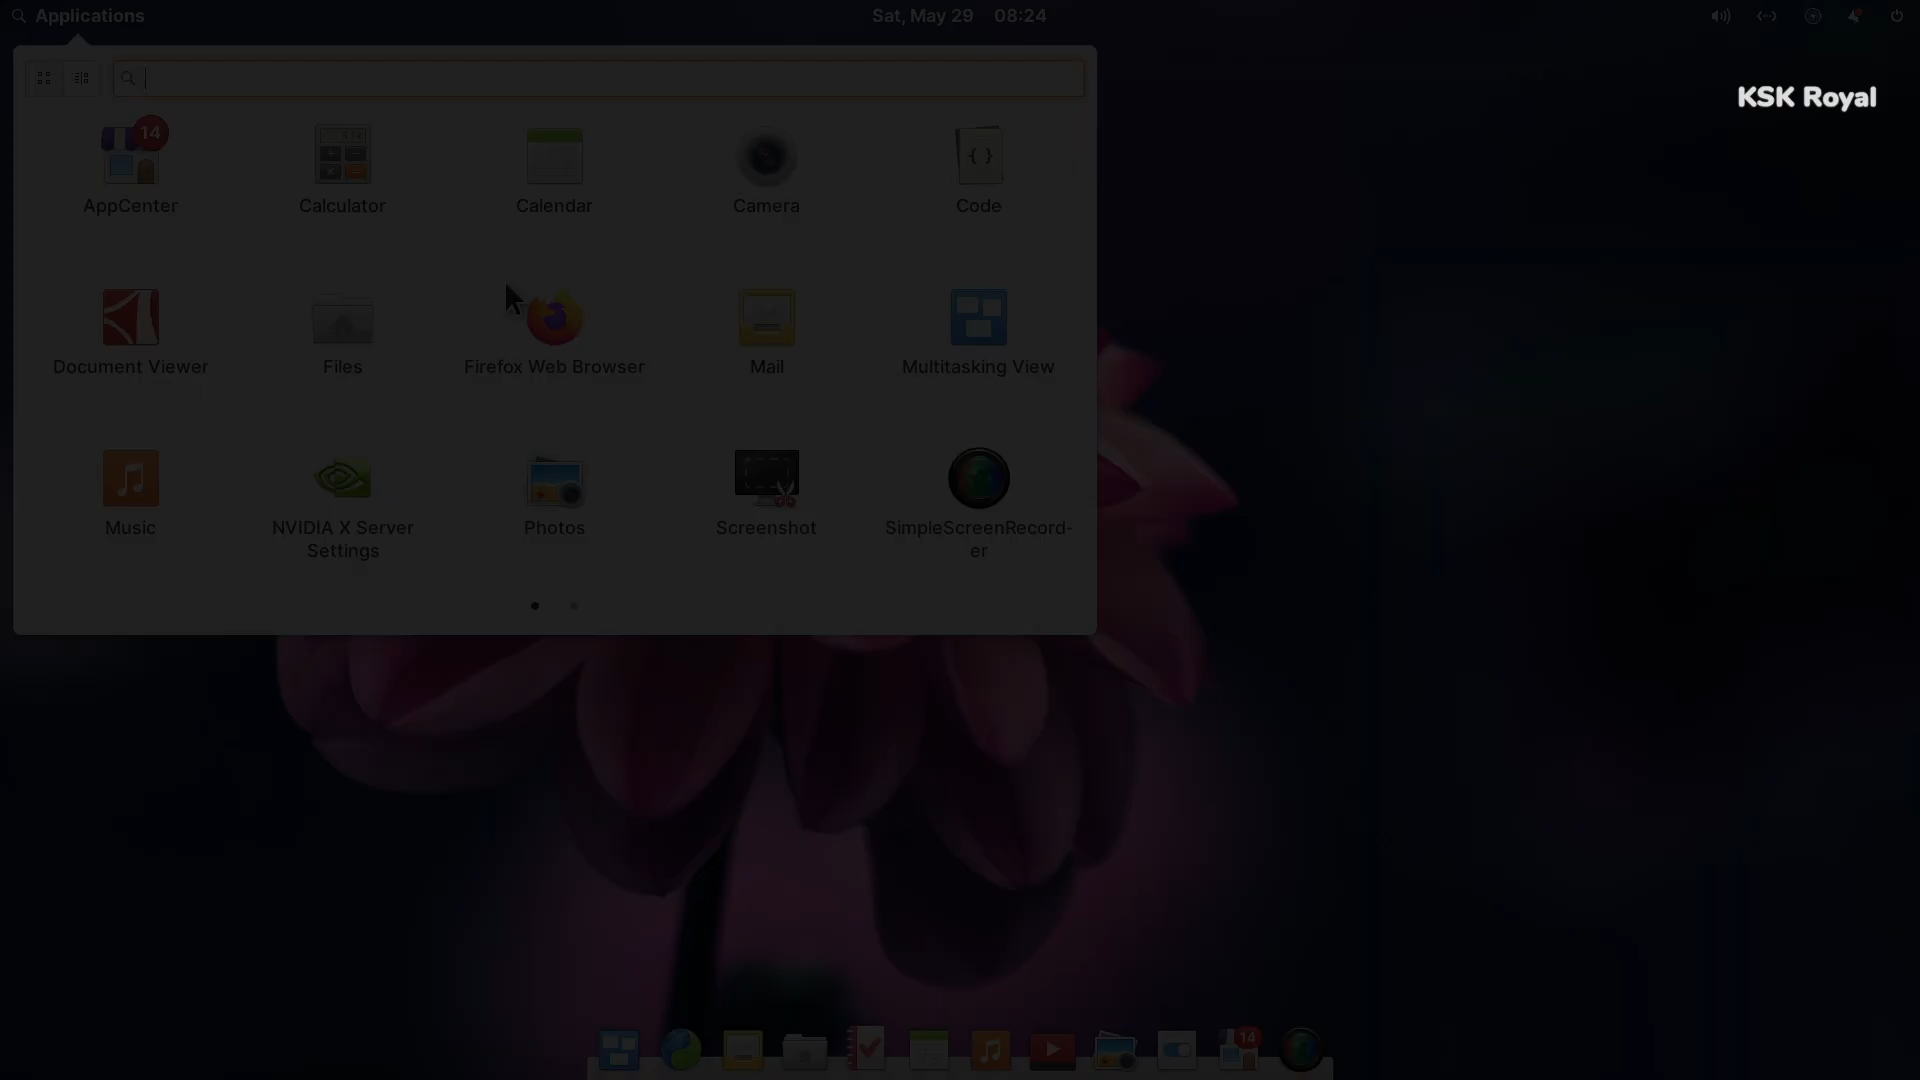 Applications
Sat, May 29 08:24
KSK Royal
14
AppCenter
Calculator
Calendar
Camera
Code
Document Viewer
Files
Firefox Web Browser
Mail
Multitasking View
Music
NVIDIA X Server
Settings
Photos
Screenshot
SimpleScreenRecord-
er
14